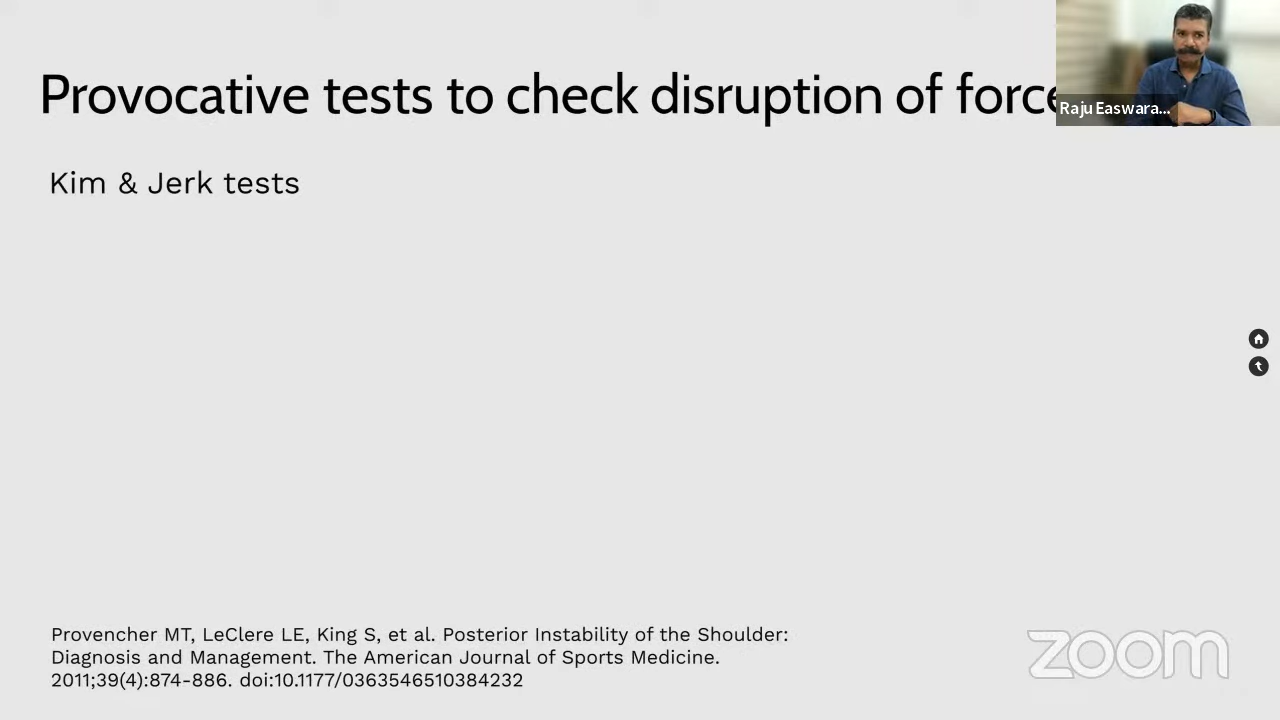 Provocative tests to check disruption of force
Raju Easwara...
Kim & Jerk tests
Provencher MT, LeClere LE, King S, et al. Posterior Instability of the Shoulder:
Diagnosis and Management. The American Journal of Sports Medicine.
2011;39(4):874-886. doi:10.1177/0363546510384232
zoom